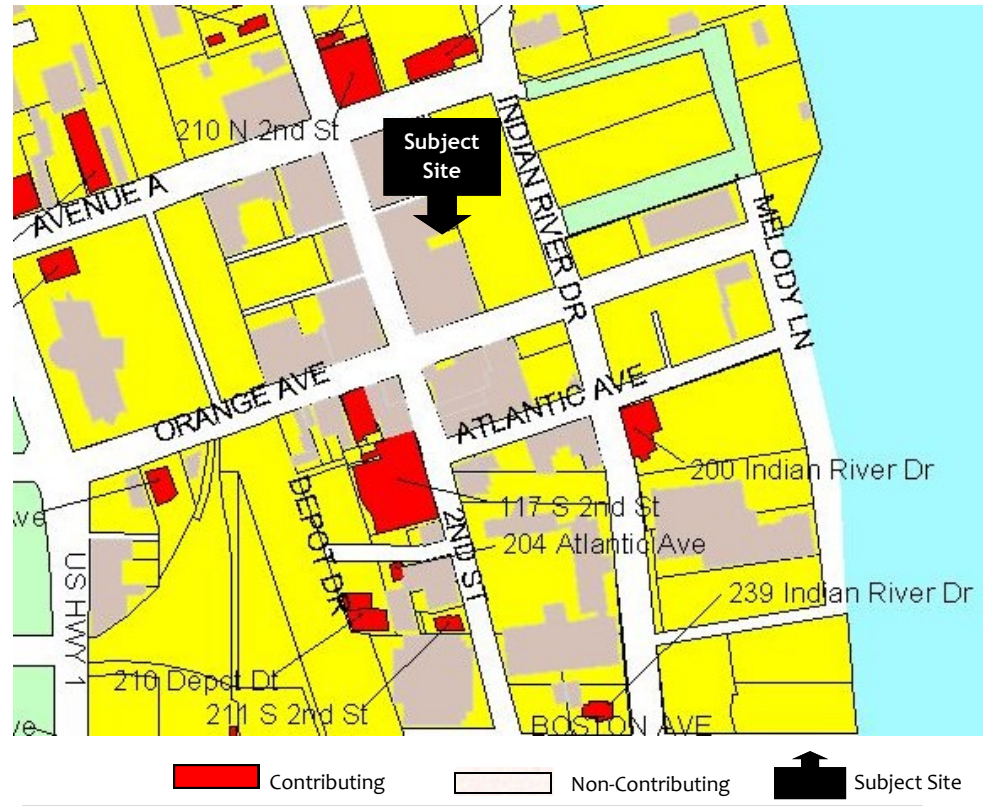 210 N 2nd St
Subject
Site
INDIAN RIVER DR
AVENUE A
MELODY LN
ORANGE AVE
ATLANTIC AVE
200 Indian River Dr
Ave
117 S 2nd St
DEPOT DR
2ND ST
204 Atlantic Ave
US HWY 1
239 Indian River Dr
210 Depot Dt
211 S 2nd St
ve
BOSTON AVE
Contributing
Non-Contributing
Subject Site